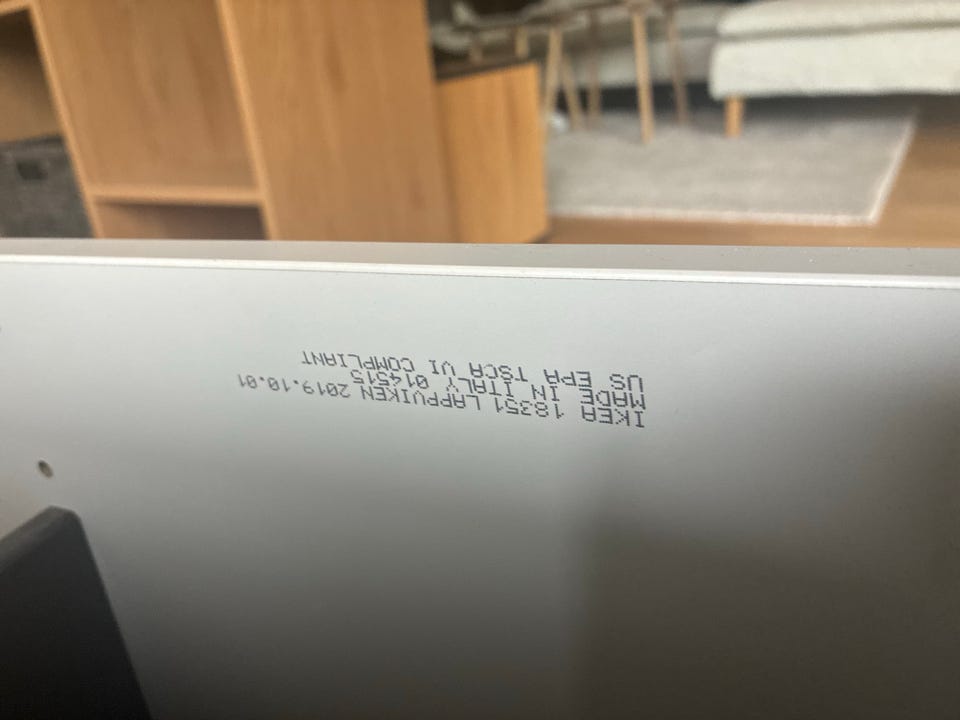 IKEA 18351 LAPPVIKEN 2019.10.01
MADE IN ITALY 014515
US EPA TSCA VI COMPLIANT